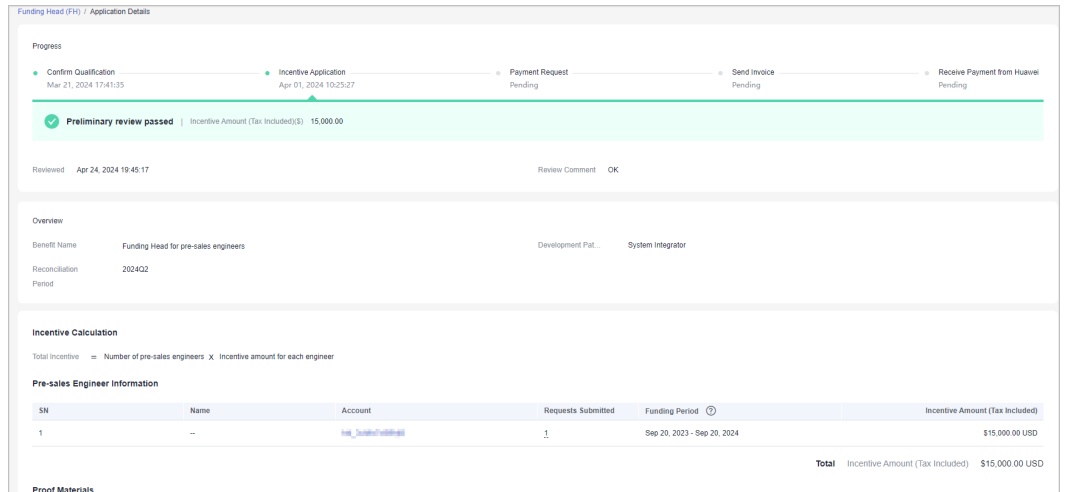 Funding Head (FH) / Application Details
Progress
Confirm Qualification
Mar 21, 2024 17:41:35
Incentive Application
Apr 01, 2024 10:25:27
Payment Request
Pending
Send Invoice
Pending
Receive Payment from Huawei
Pending
Preliminary review passed | Incentive Amount (Tax Included)($) 15,000.00
Reviewed Apr 24, 2024 19:45:17
Review Comment OK
Overview
Benefit Name Funding Head for pre-sales engineers
Development Pat... System Integrator
Reconciliation Period 2024Q2
Incentive Calculation
Total Incentive = Number of pre-sales engineers X Incentive amount for each engineer
Pre-sales Engineer Information
SN Name Account Requests Submitted Funding Period ? Incentive Amount (Tax Included)
1 -- 1 Sep 20, 2023 - Sep 20, 2024 $15,000.00 USD
Total Incentive Amount (Tax Included) $15,000.00 USD
Proof Materials